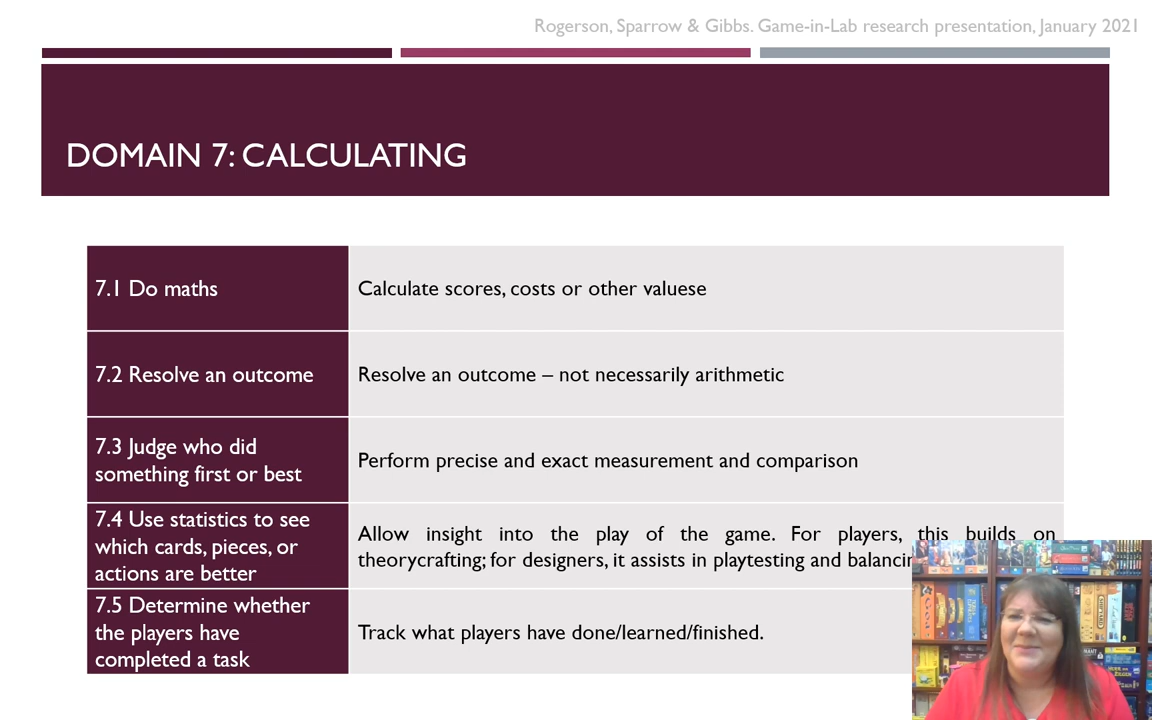 Rogerson, Sparrow & Gibbs. Game-in-Lab research presentation, January 2021
DOMAIN 7: CALCULATING
7.1 Do maths
Calculate scores, costs or other valuese
7.2 Resolve an outcome
Resolve an outcome – not necessarily arithmetic
7.3 Judge who did
something first or best
Perform precise and exact measurement and comparison
7.4 Use statistics to see
which cards, pieces, or
actions are better
Allow insight into the play of the game. For players, this builds on
theorycrafting; for designers, it assists in playtesting and balancin
7.5 Determine whether
the players have
completed a task
Track what players have done/learned/finished.